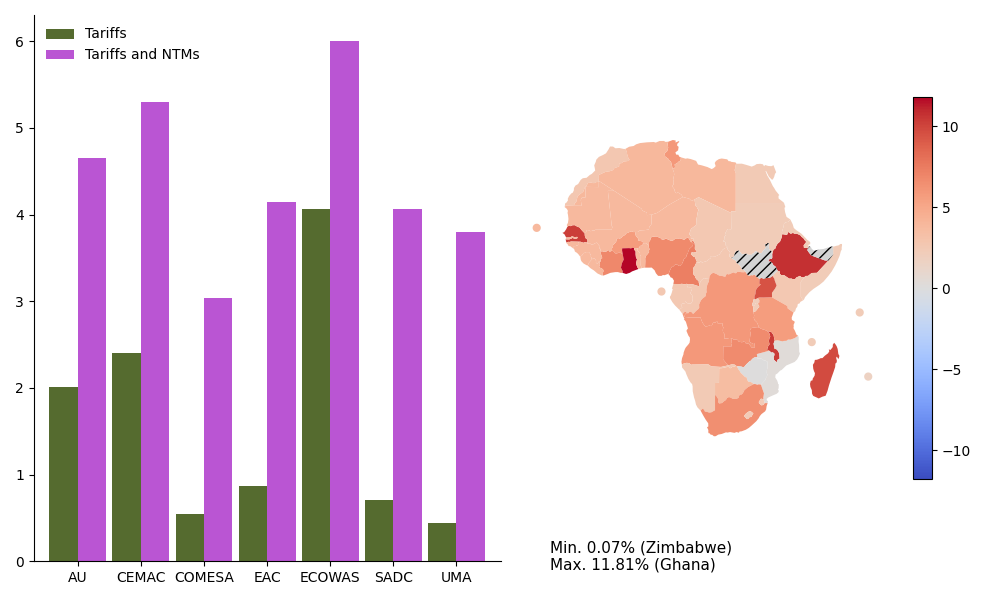 Tariffs
Tariffs and NTMs
6
5
4
3
2
1
0
AU CEMAC COMESA EAC ECOWAS SADC UMA
10
5
0
−5
−10
Min. 0.07% (Zimbabwe)
Max. 11.81% (Ghana)